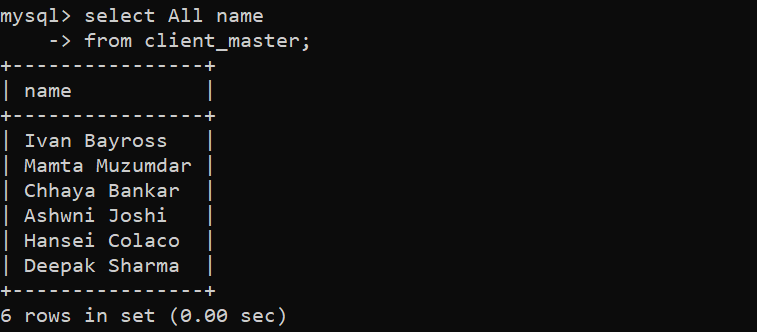 mysql> select All name
    -> from client_master;
+----------------+
| name           |
+----------------+
| Ivan Bayross   |
| Mamta Muzumdar |
| Chhaya Bankar  |
| Ashwni Joshi   |
| Hansei Colaco  |
| Deepak Sharma  |
+----------------+
6 rows in set (0.00 sec)